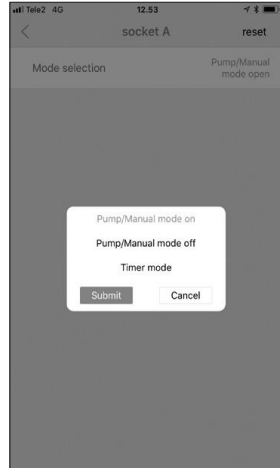 Tele2 4G 12.53
socket A reset
Mode selection Pump/Manual
mode open
Pump/Manual mode on
Pump/Manual mode off
Timer mode
Submit Cancel